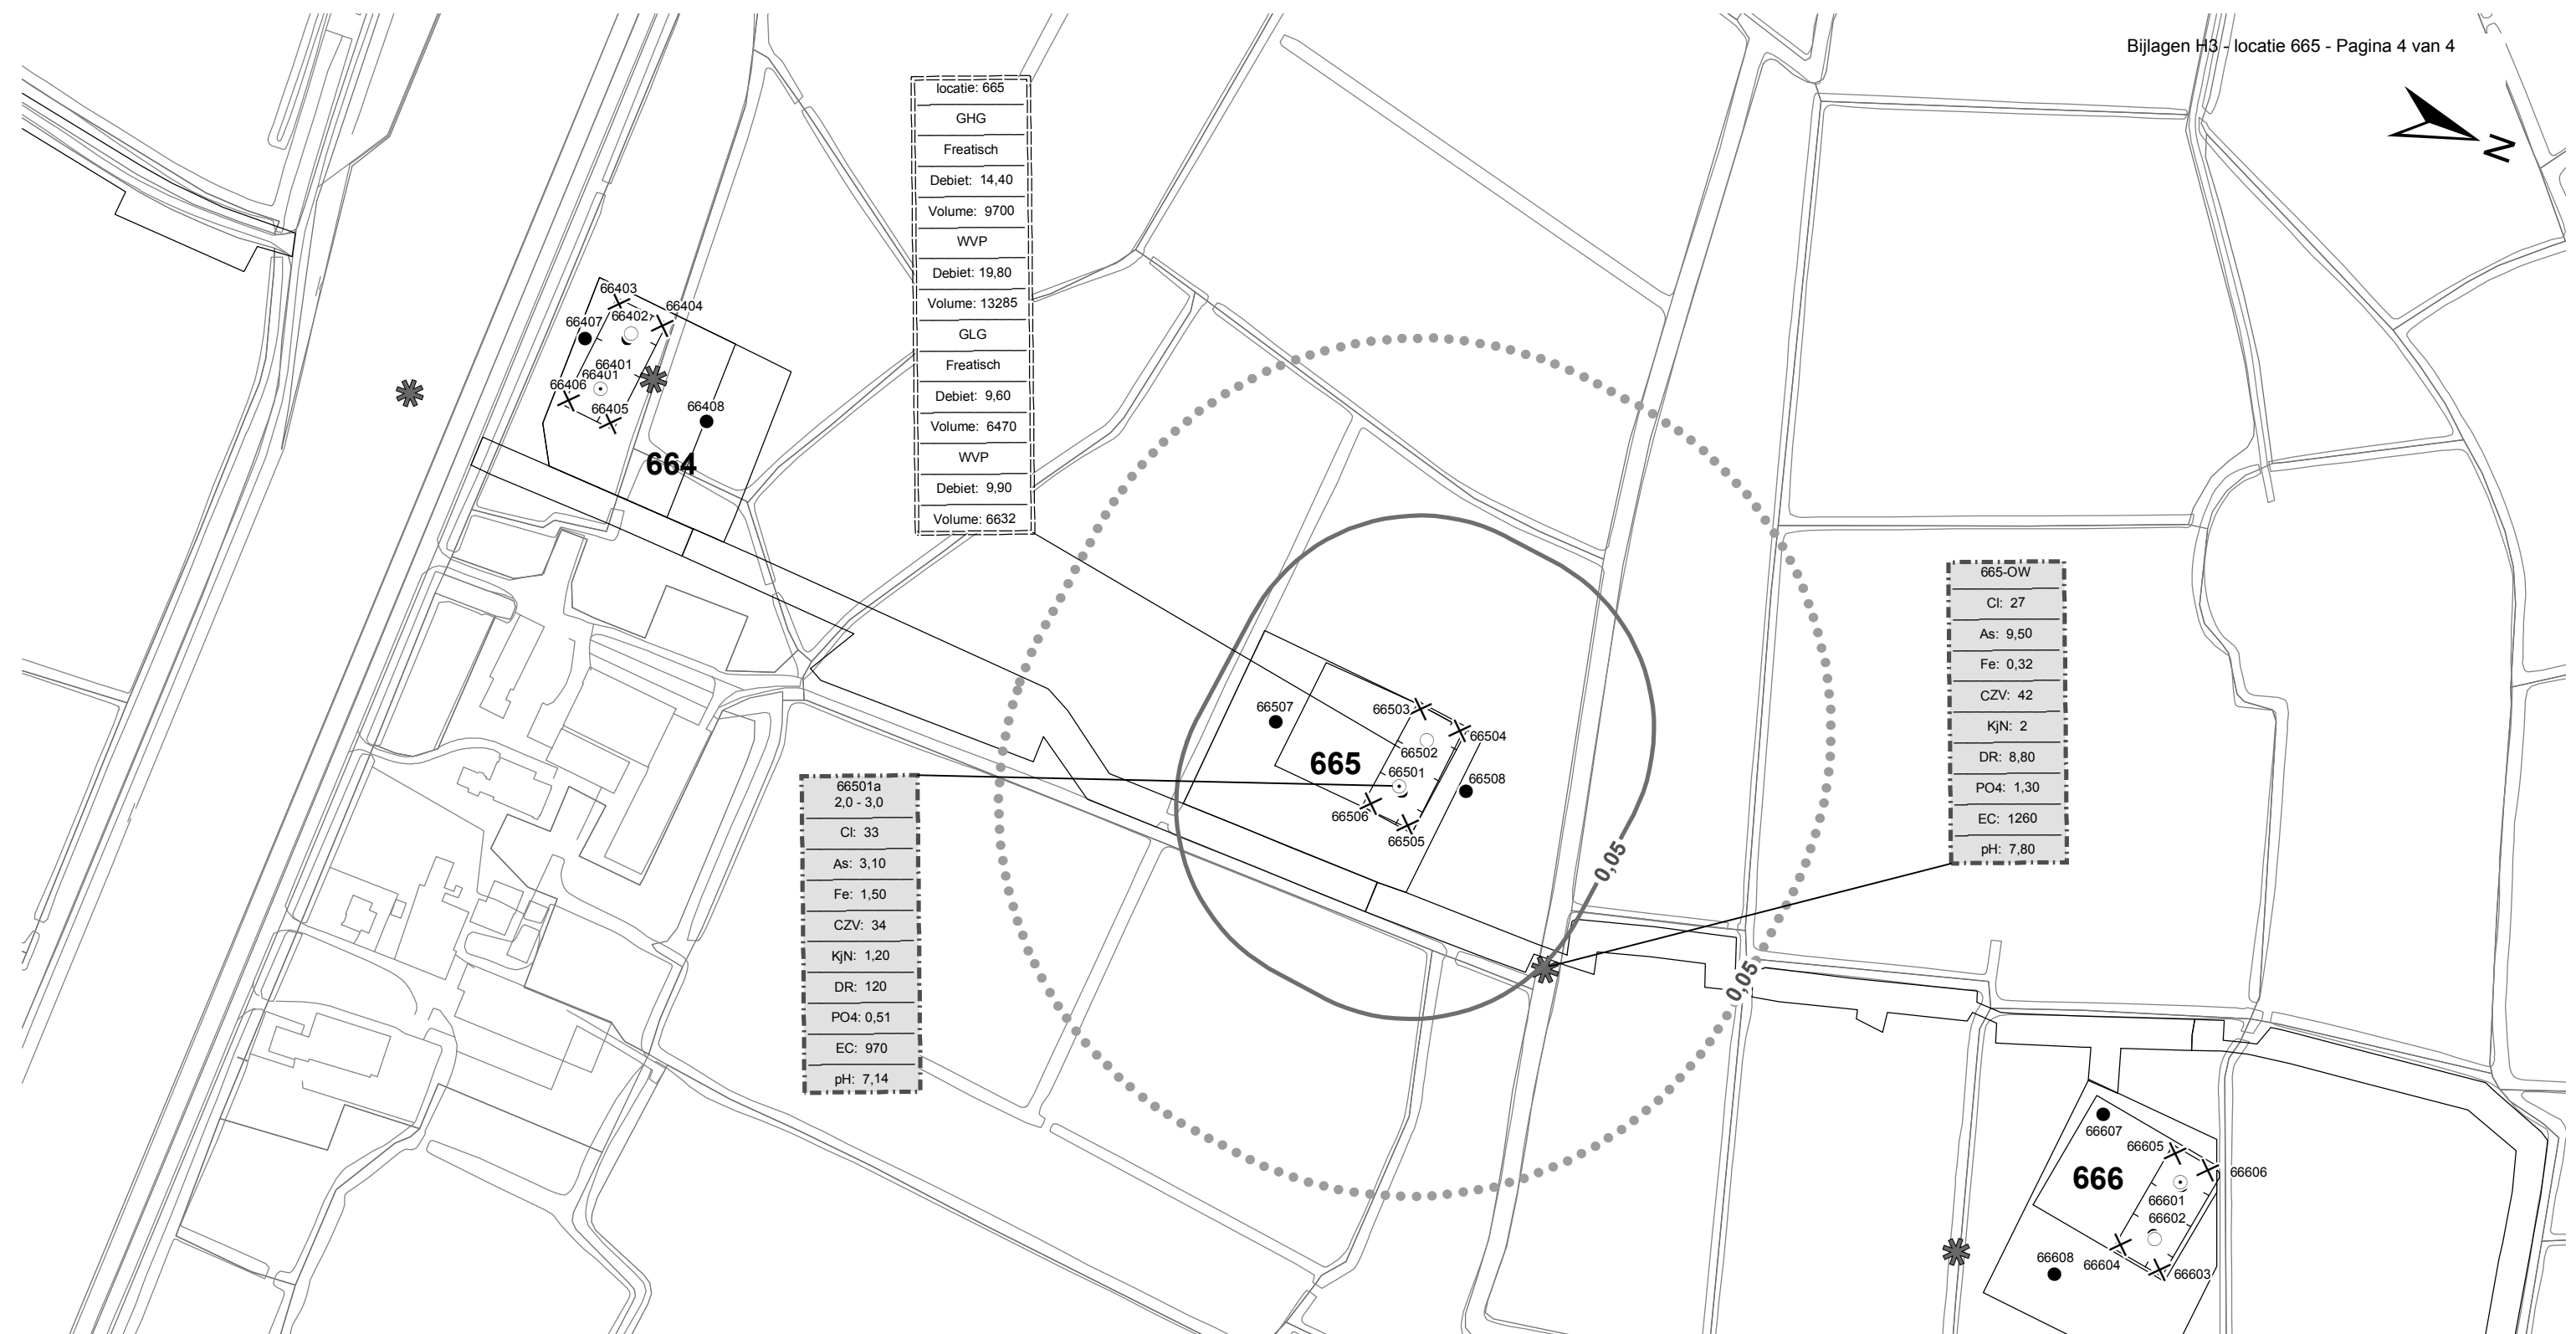 Bijlagen H3 - locatie 665 - Pagina 4 van 4
N
locatie: 665
GHG
Freatisch
Debiet: 14,40
Volume: 9700
WVP
Debiet: 19,80
Volume: 13285
GLG
Freatisch
Debiet: 9,60
Volume: 6470
WVP
Debiet: 9,90
Volume: 6632
66403
66404
66407
66402
66401
66401
66406
66405
66408
664
66507
66503
66504
66502
665
66501
66508
66506
66505
0,05
0,05
665-OW
Cl: 27
As: 9,50
Fe: 0,32
CZV: 42
KjN: 2
DR: 8,80
PO4: 1,30
EC: 1260
pH: 7,80
66501a
2,0 - 3,0
Cl: 33
As: 3,10
Fe: 1,50
CZV: 34
KjN: 1,20
DR: 120
PO4: 0,51
EC: 970
pH: 7,14
66607
66605
66606
666
66601
66602
66608
66604
66603